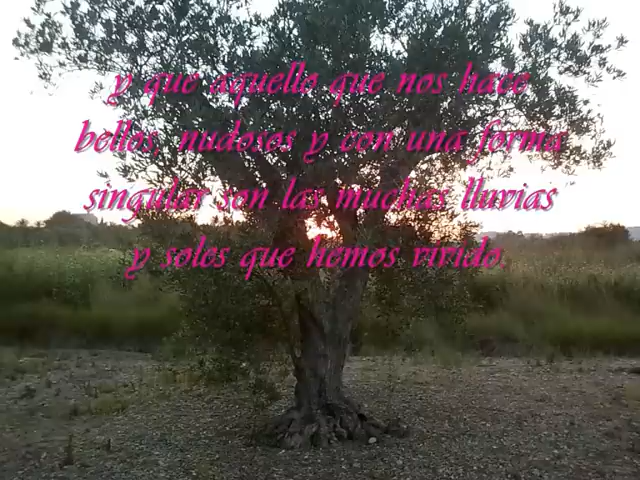 y que aquello que nos hace
bellos, nudosos y con una forma
singular son las muchas lluvias
y soles que hemos vivido.